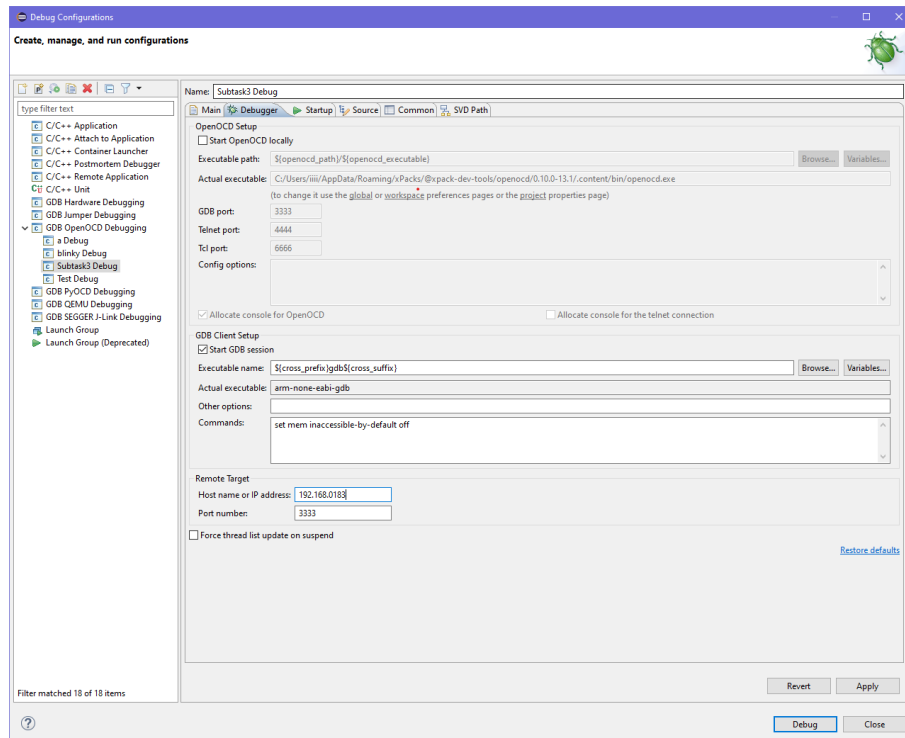 Debug Configurations
Create, manage, and run configurations
Name: Subtask3 Debug
type filter text
Main Debugger Startup Source Common SVD Path
C/C++ Application
C/C++ Attach to Application
C/C++ Container Launcher
C/C++ Postmortem Debugger
C/C++ Remote Application
C/C++ Unit
GDB Hardware Debugging
GDB Jumper Debugging
GDB OpenOCD Debugging
a Debug
blinky Debug
Subtask3 Debug
Test Debug
GDB PyOCD Debugging
GDB QEMU Debugging
GDB SEGGER J-Link Debugging
Launch Group
Launch Group (Deprecated)
Filter matched 18 of 18 items
OpenOCD Setup
Start OpenOCD locally
Executable path: ${openocd_path}/${openocd_executable} Browse... Variables...
Actual executable: C:/Users/iiii/AppData/Roaming/xPacks/@xpack-dev-tools/openocd/0.10.0-13.1/.content/bin/openocd.exe
(to change it use the global or workspace preferences pages or the project properties page)
GDB port: 3333
Telnet port: 4444
Tcl port: 6666
Config options:
Allocate console for OpenOCD Allocate console for the telnet connection
GDB Client Setup
Start GDB session
Executable name: ${cross_prefix}gdb${cross_suffix} Browse... Variables...
Actual executable: arm-none-eabi-gdb
Other options:
Commands: set mem inaccessible-by-default off
Remote Target
Host name or IP address: 192.168.0183
Port number: 3333
Force thread list update on suspend
Restore defaults
Revert Apply
Debug Close